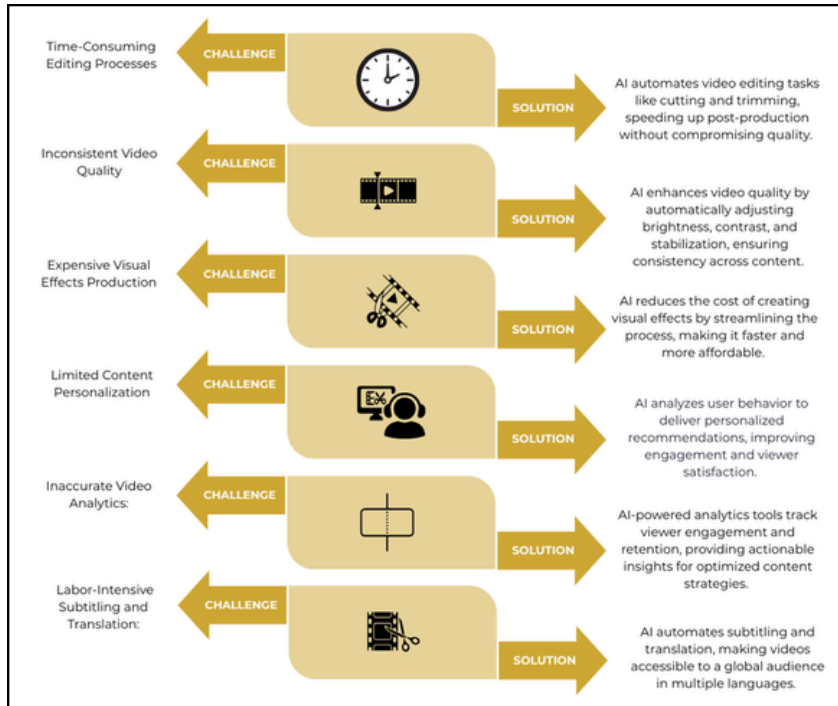 Time-Consuming
Editing Processes
CHALLENGE
SOLUTION
AI automates video editing tasks
like cutting and trimming,
speeding up post-production
without compromising quality.
Inconsistent Video
Quality
CHALLENGE
SOLUTION
AI enhances video quality by
automatically adjusting
brightness, contrast, and
stabilization, ensuring
consistency across content.
Expensive Visual
Effects Production
CHALLENGE
SOLUTION
AI reduces the cost of creating
visual effects by streamlining the
process, making it faster and
more affordable.
Limited Content
Personalization
CHALLENGE
SOLUTION
AI analyzes user behavior to
deliver personalized
recommendations, improving
engagement and viewer
satisfaction.
Inaccurate Video
Analytics:
CHALLENGE
SOLUTION
AI-powered analytics tools track
viewer engagement and
retention, providing actionable
insights for optimized content
strategies.
Labor-Intensive
Subtitling and
Translation:
CHALLENGE
SOLUTION
AI automates subtitling and
translation, making videos
accessible to a global audience
in multiple languages.